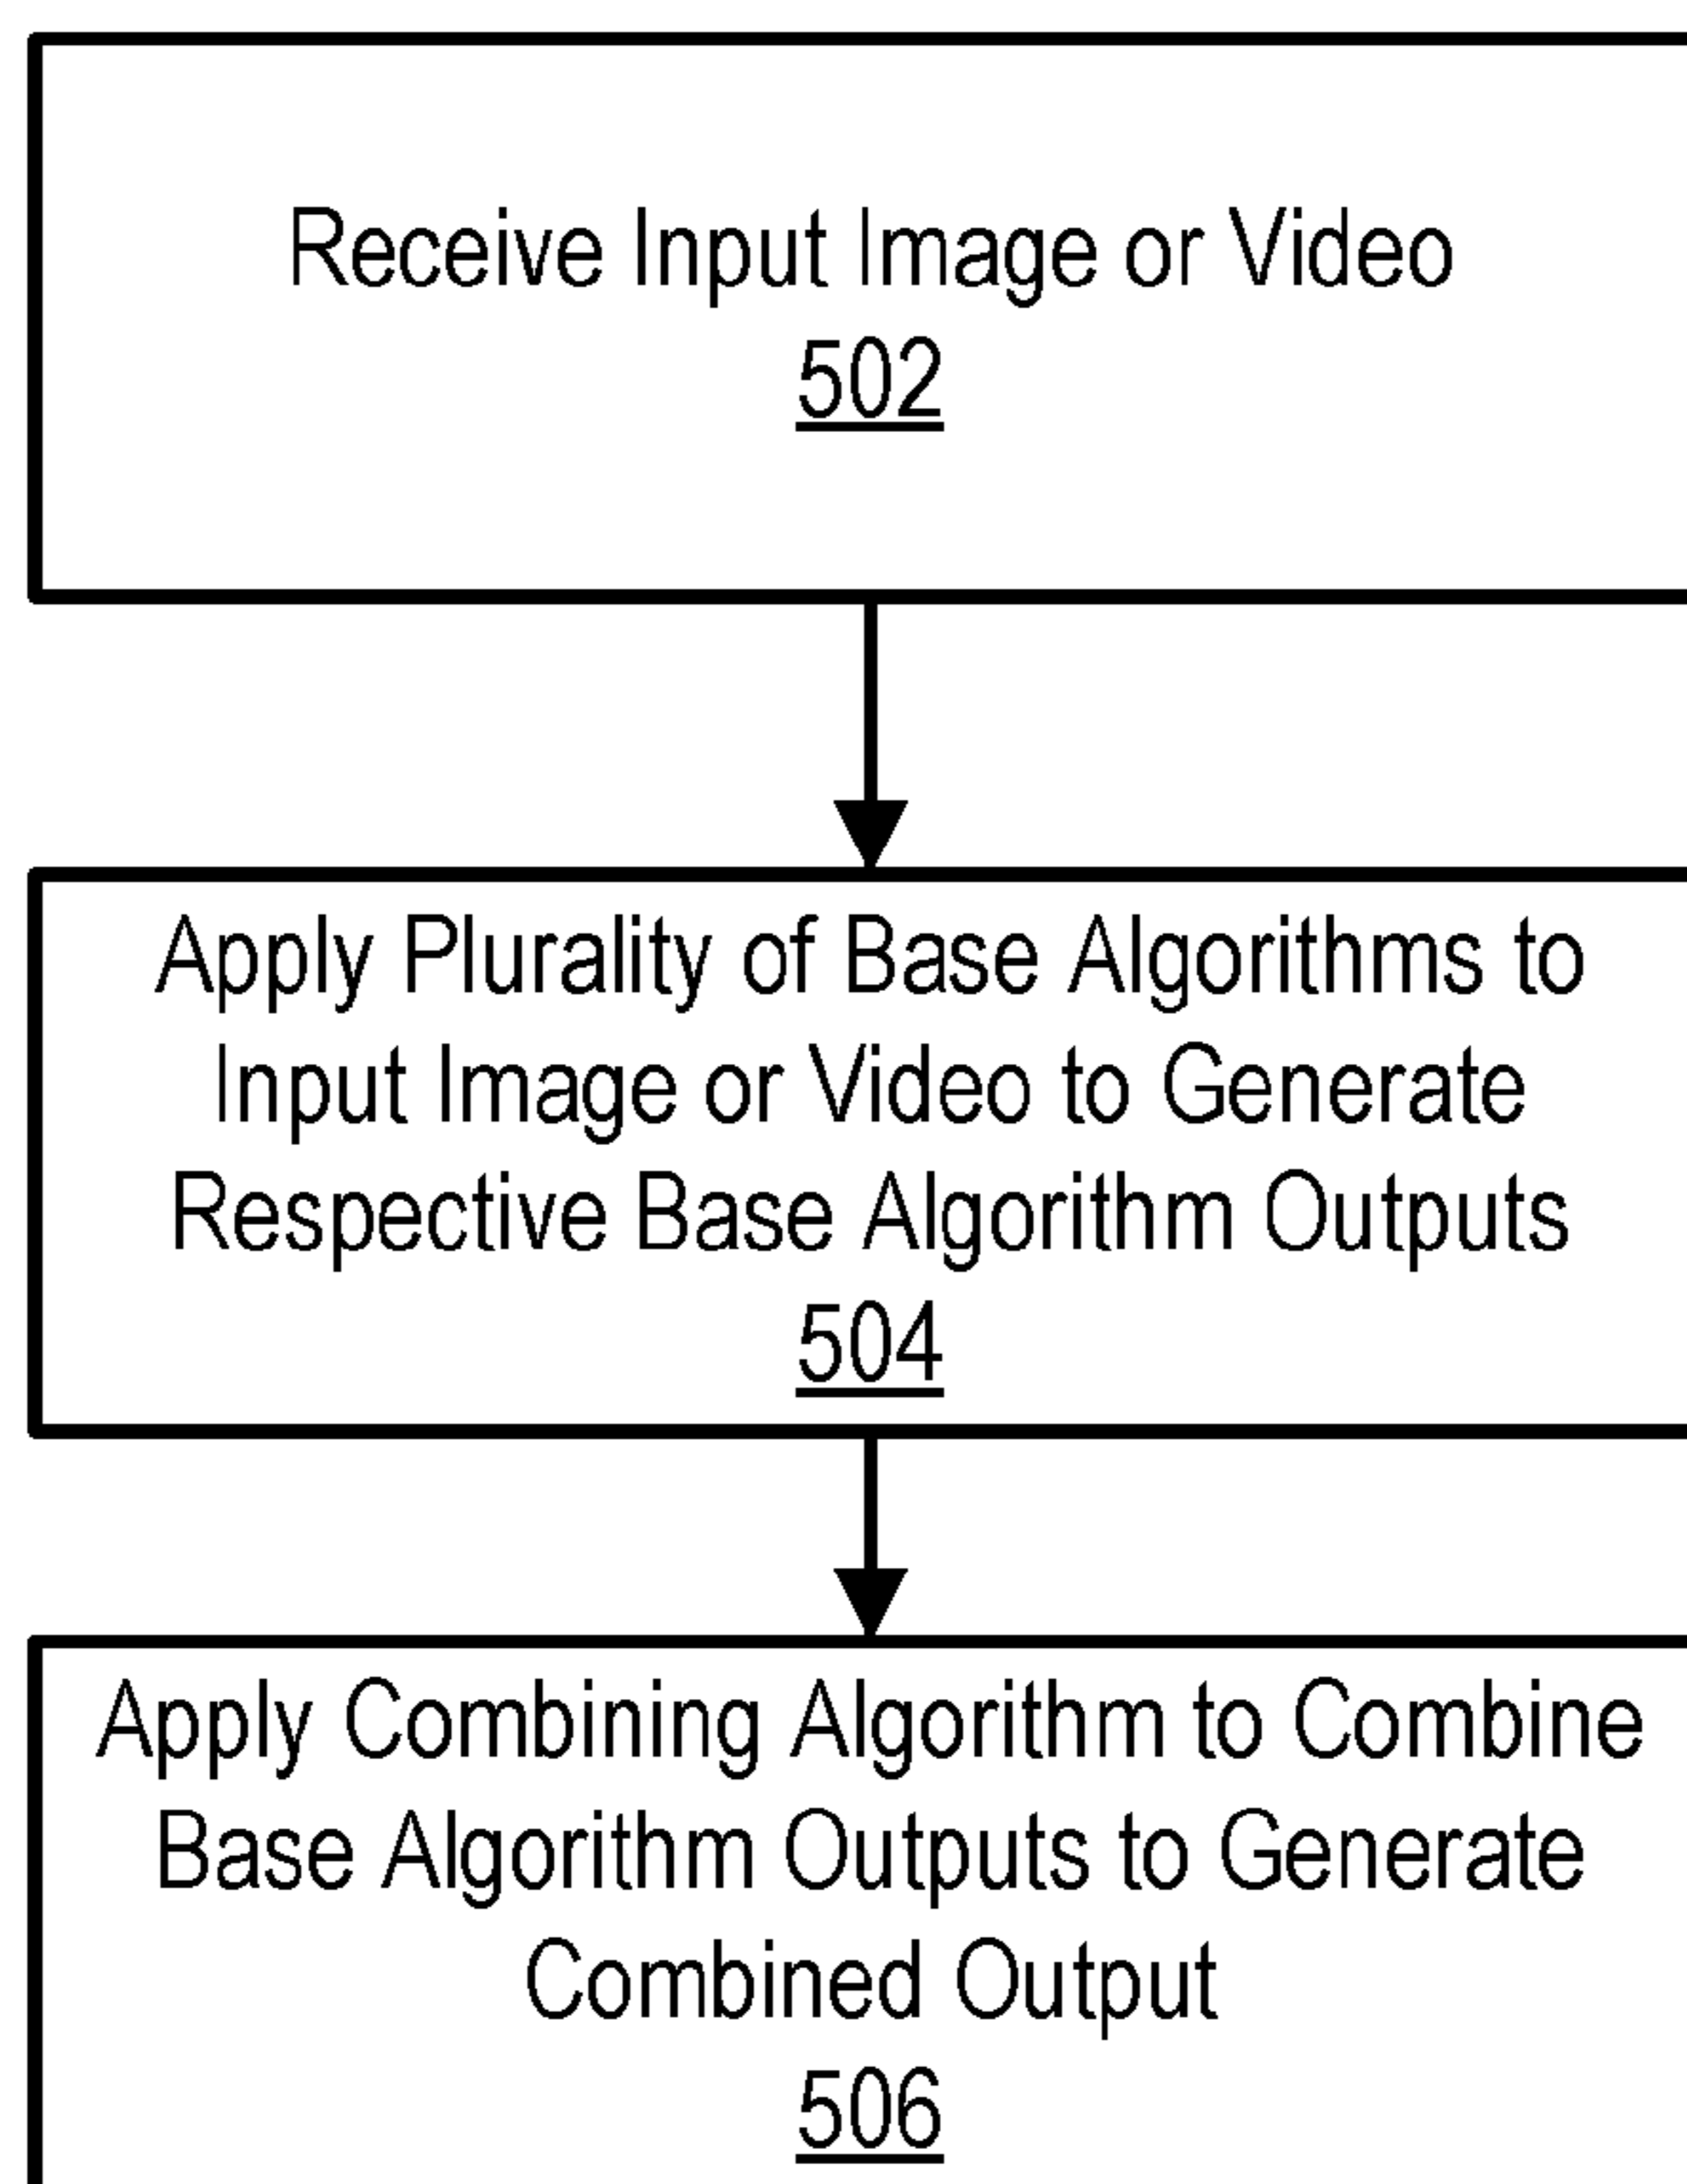 Receive Input Image or Video
502
Apply Plurality of Base Algorithms to
Input Image or Video to Generate
Respective Base Algorithm Outputs
504
Apply Combining Algorithm to Combine
Base Algorithm Outputs to Generate
Combined Output
506